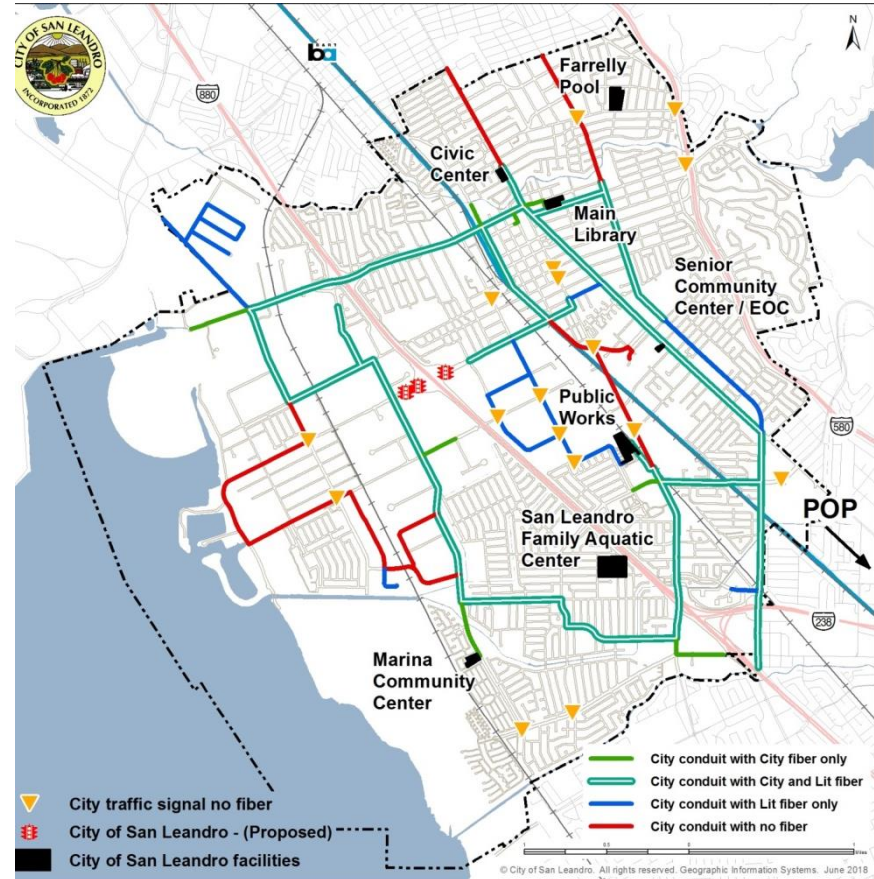 CITY OF SAN LEANDRO
INCORPORATED 1872
BART
ba
N
880
Farrelly
Pool
Civic
Center
Main
Library
Senior
Community
Center / EOC
Public
Works
580
POP
San Leandro
Family Aquatic
Center
238
Marina
Community
Center
City traffic signal no fiber
City of San Leandro - (Proposed)
City of San Leandro facilities
City conduit with City fiber only
City conduit with City and Lit fiber
City conduit with Lit fiber only
City conduit with no fiber
© City of San Leandro. All rights reserved. Geographic Information Systems. June 2018